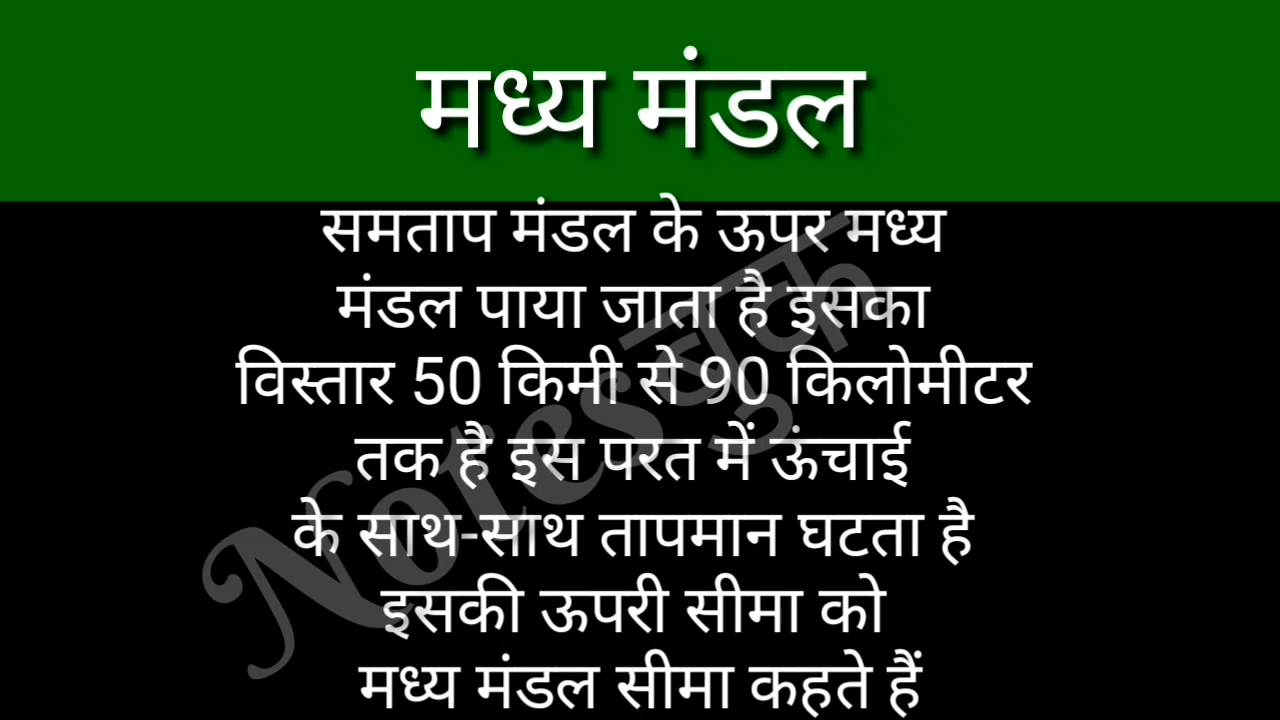 मध्य मंडल
समताप मंडल के ऊपर मध्य
मंडल पाया जाता है इसका
विस्तार 50 किमी से 90 किलोमीटर
तक है इस परत में ऊंचाई
के साथ-साथ तापमान घटता है
इसकी ऊपरी सीमा को
मध्य मंडल सीमा कहते हैं
Notesबुक